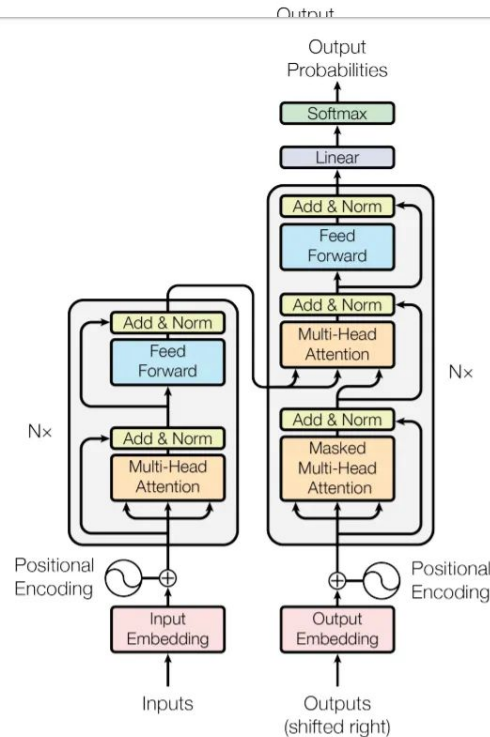 Output
Output
Probabilities
Softmax
Linear
Add & Norm
Feed
Forward
Add & Norm
Multi-Head
Attention
Add & Norm
Masked
Multi-Head
Attention
Nx
Add & Norm
Feed
Forward
Add & Norm
Multi-Head
Attention
Nx
Positional
Encoding
Positional
Encoding
Input
Embedding
Output
Embedding
Inputs
Outputs
(shifted right)